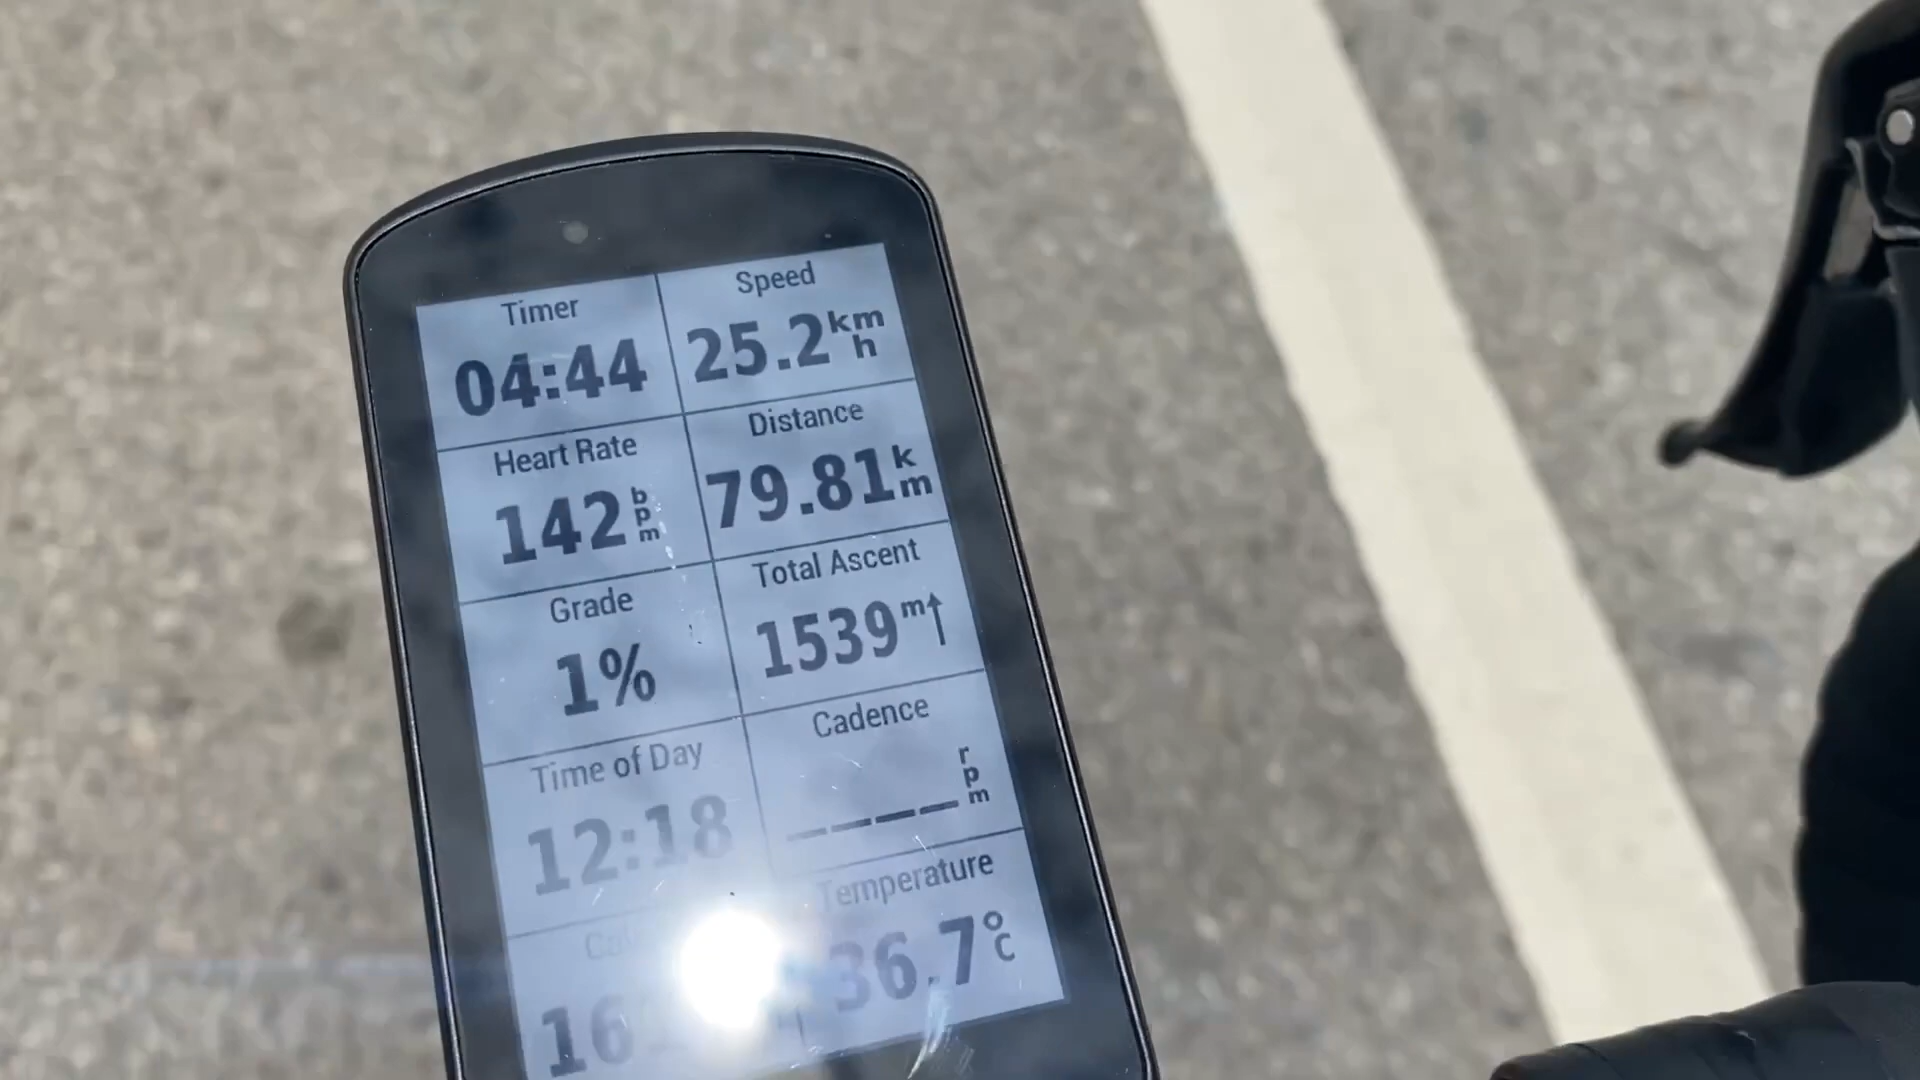 Timer
04:44
Speed
25.2 km/h
Heart Rate
142 bpm
Distance
79.81 km
Grade
1%
Total Ascent
1539 m↑
Time of Day
12:18
Cadence
____ rpm
Temperature
36.7 °C